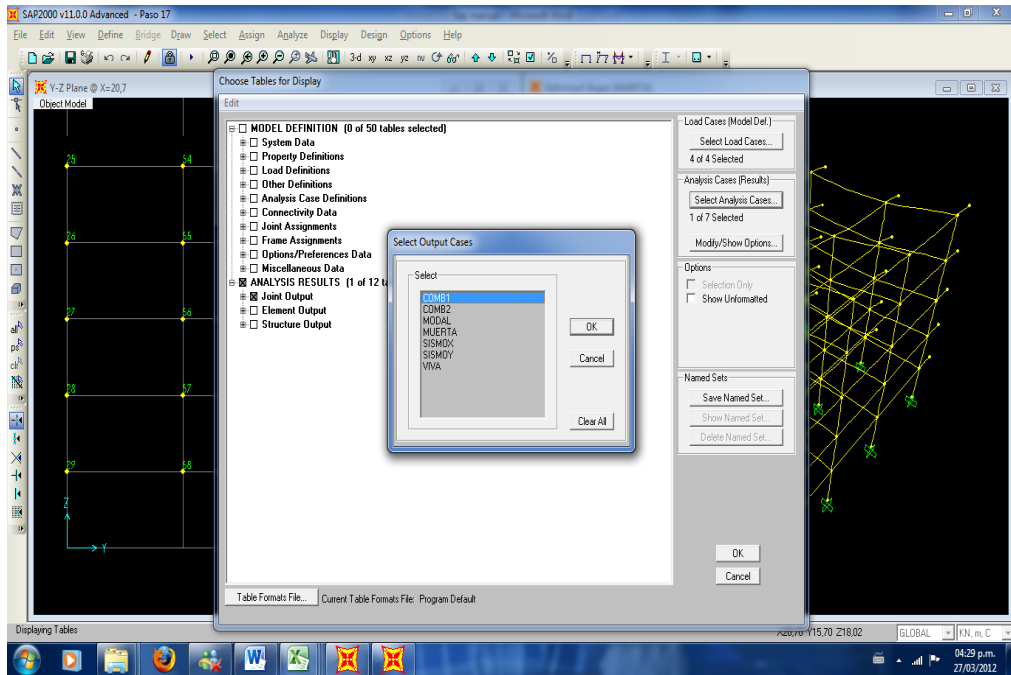 SAP2000 v11.0.0 Advanced - Paso 17
File Edit View Define Bridge Draw Select Assign Analyze Display Design Options Help
3-d xy xz yz nv
Y-Z Plane @ X=20,7
Object Model
25 54
26 55
27 56
28 57
29 58
Z
Y
all
ps
clr
Choose Tables for Display
Edit
MODEL DEFINITION (0 of 50 tables selected)
System Data
Property Definitions
Load Definitions
Other Definitions
Analysis Case Definitions
Connectivity Data
Joint Assignments
Frame Assignments
Options/Preferences Data
Miscellaneous Data
ANALYSIS RESULTS (1 of 12 ta
Joint Output
Element Output
Structure Output
Select Output Cases
Select
COMB1
COMB2
MODAL
MUERTA
SISMOX
SISMOY
VIVA
OK
Cancel
Clear All
Load Cases (Model Def.)
Select Load Cases...
4 of 4 Selected
Analysis Cases (Results)
Select Analysis Cases...
1 of 7 Selected
Modify/Show Options...
Options
Selection Only
Show Unformatted
Named Sets
Save Named Set...
Show Named Set...
Delete Named Set...
OK
Cancel
Table Formats File... Current Table Formats File: Program Default
Displaying Tables
Y15,70 Z18,02
GLOBAL
KN, m, C
04:29 p.m.
27/03/2012